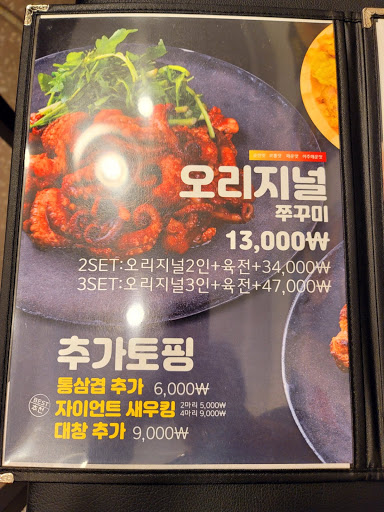 오리지널
쭈꾸미
13,000₩
2SET:오리지널2인+육전+34,000₩
3SET:오리지널3인+육전+47,000₩
추가토핑
통삼겹 추가 6,000₩
BEST 추천
자이언트 새우킹 2마리 5,000₩
4마리 9,000₩
대창 추가 9,000₩